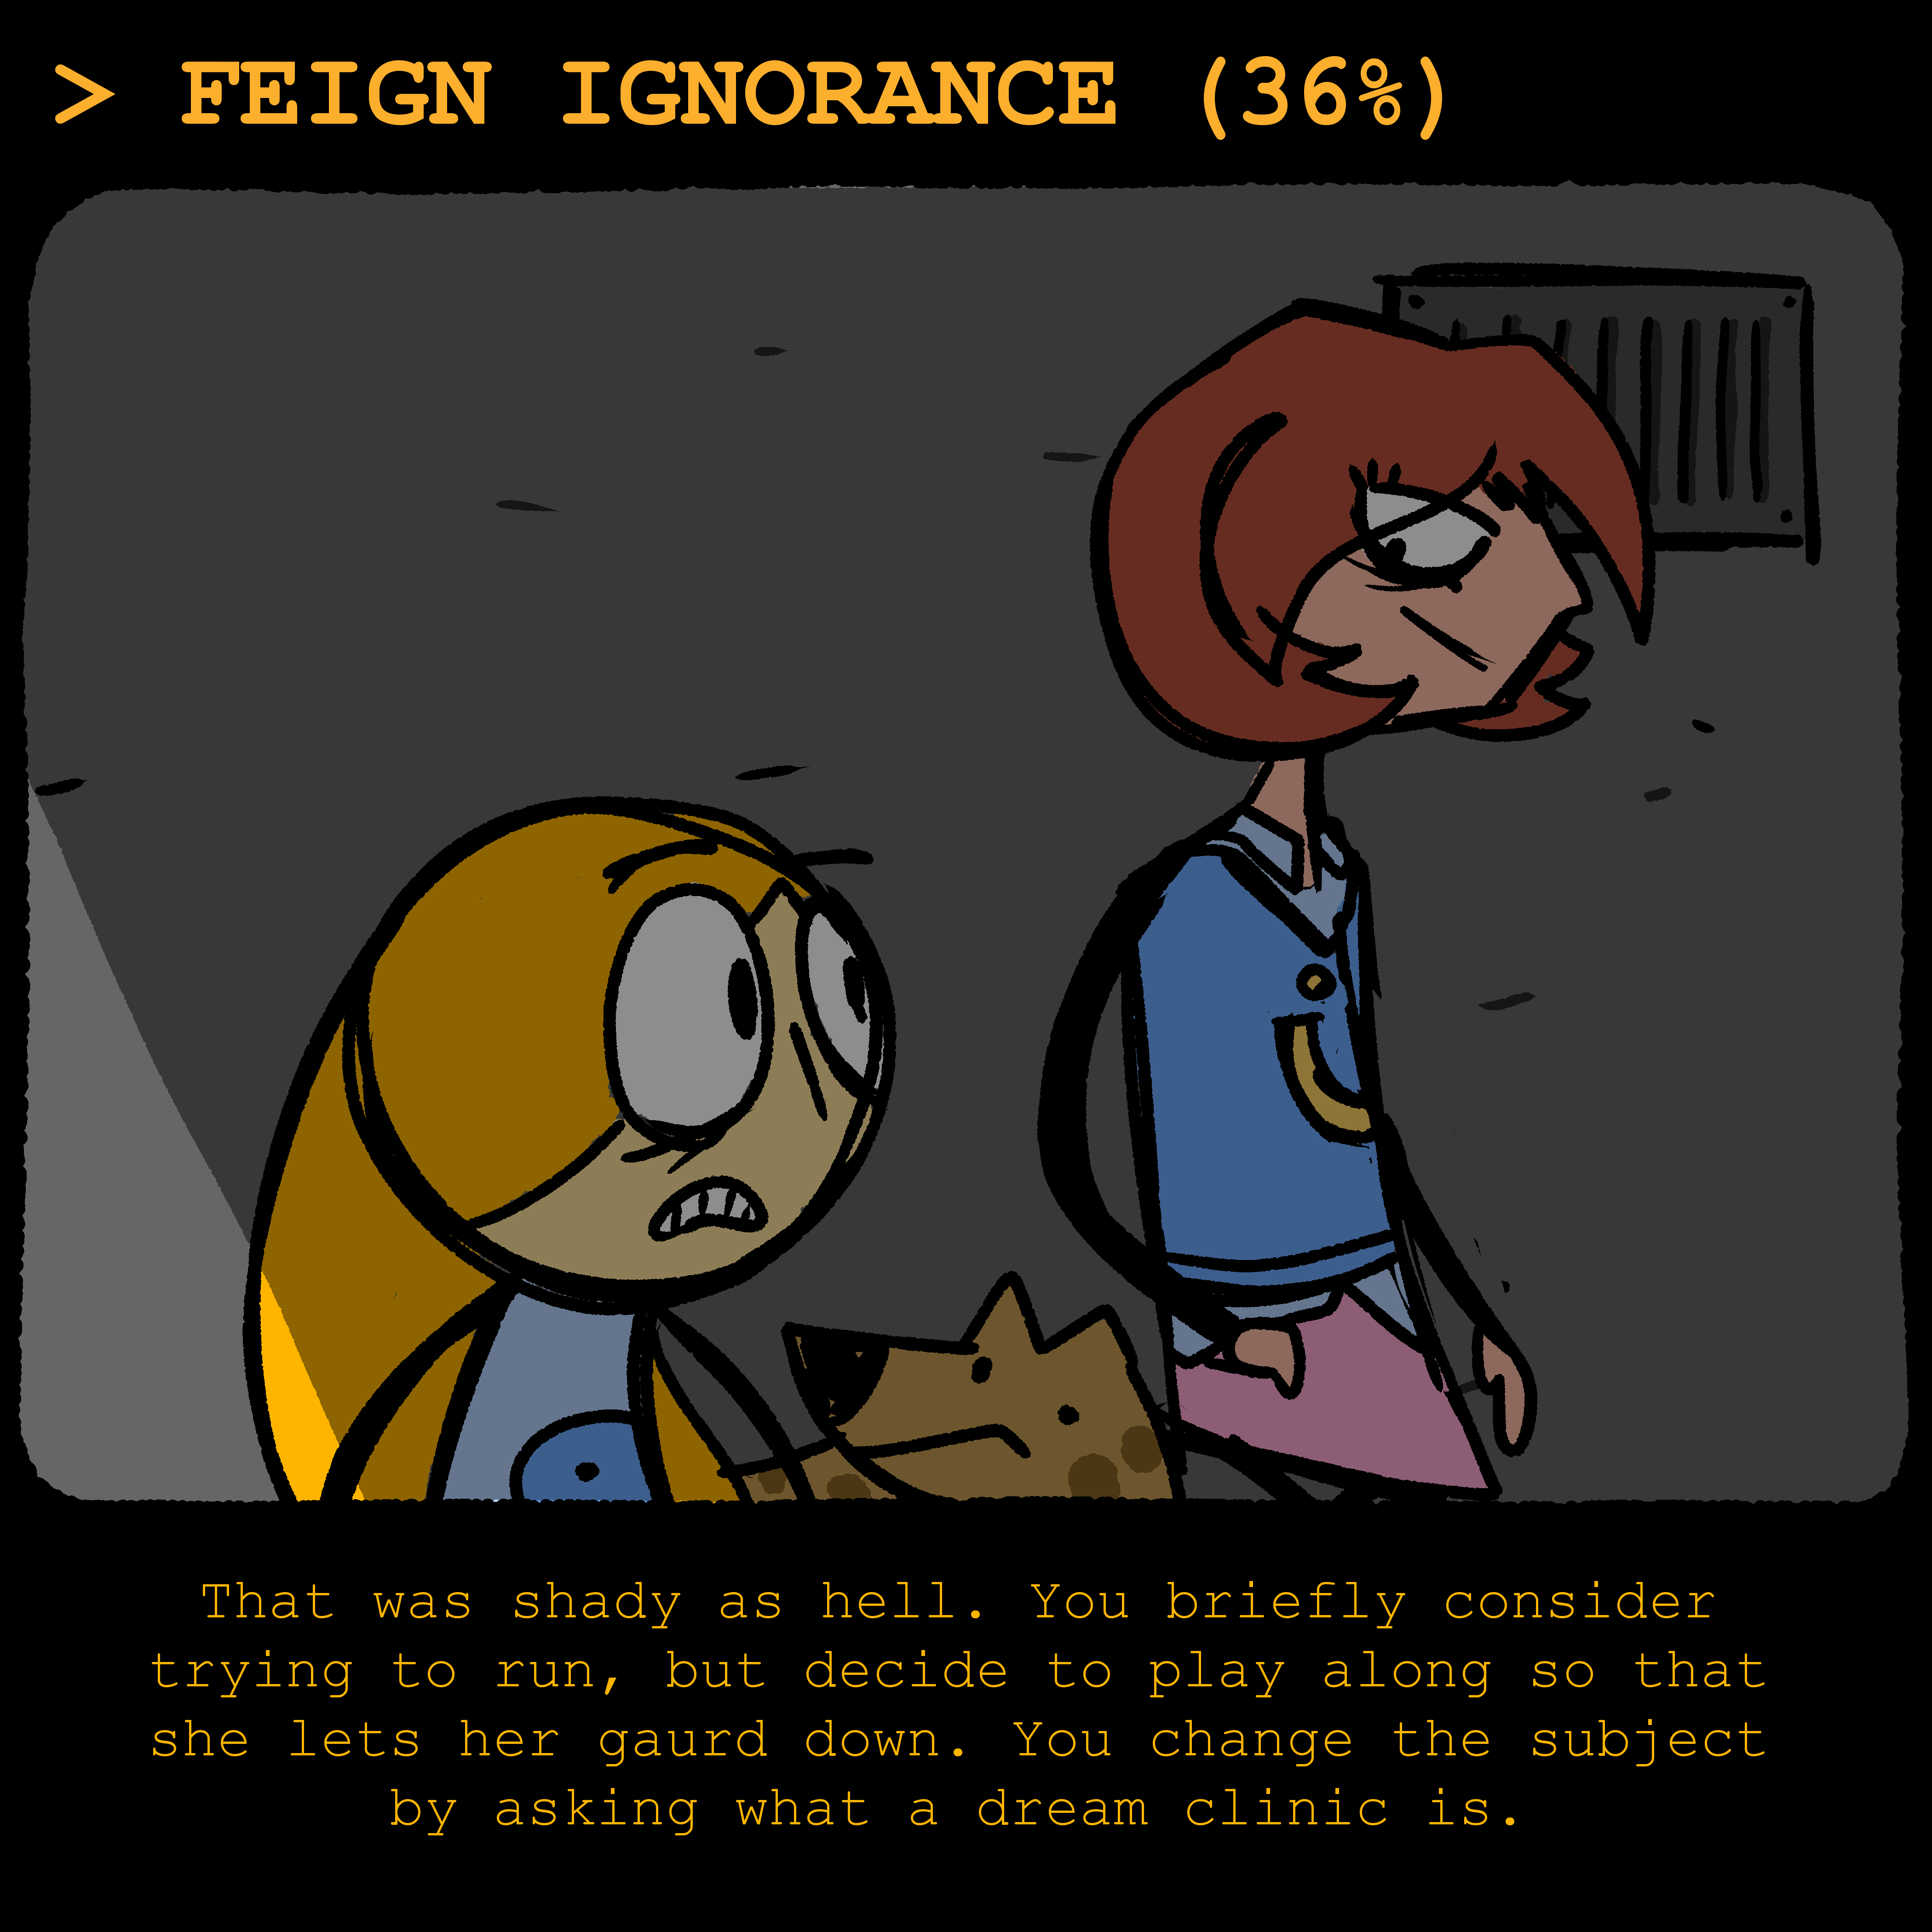 > FEIGN IGNORANCE (36%)
That was shady as hell. You briefly consider
trying to run, but decide to play along so that
she lets her gaurd down. You change the subject
by asking what a dream clinic is.